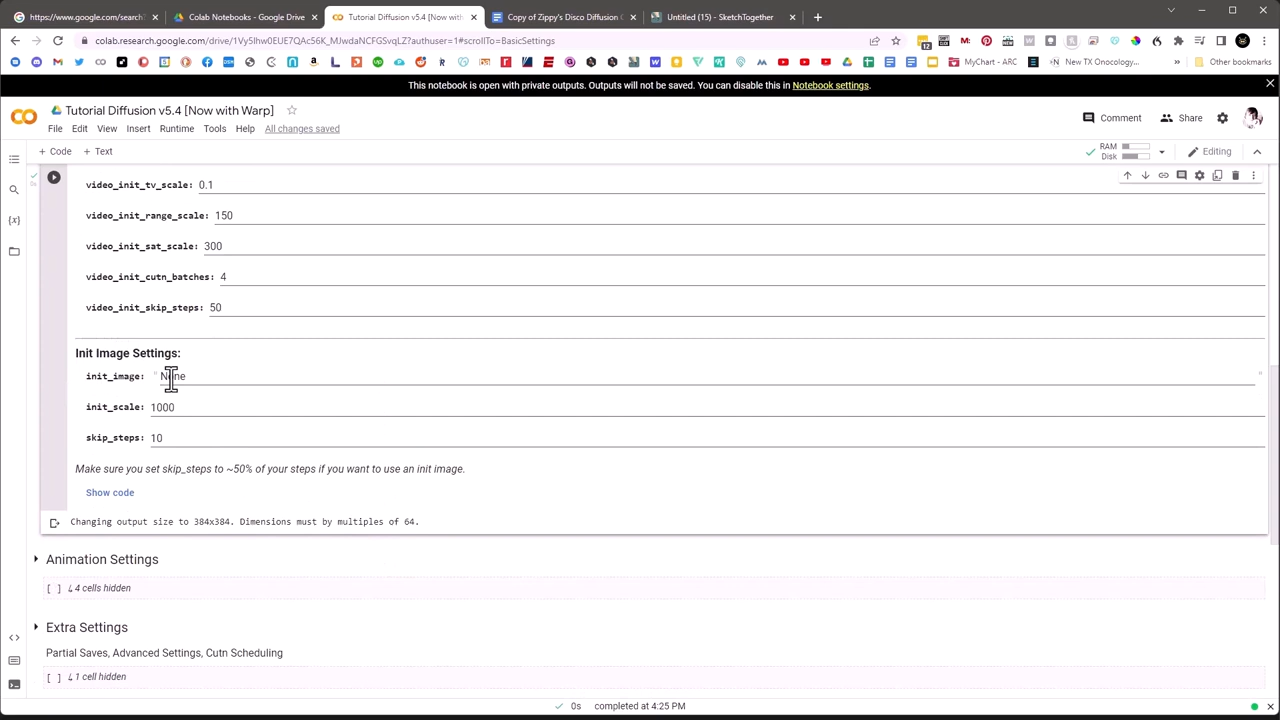 https://www.google.com/search?
Colab Notebooks - Google Drive
Tutorial Diffusion v5.4 [Now with
Copy of Zippy's Disco Diffusion C
Untitled (15) - SketchTogether
colab.research.google.com/drive/1Vy5lhw0EUE7QAc56K_MJwdaNCFGSvqLZ?authuser=1#scrollTo=BasicSettings
12
MyChart - ARC
New TX Onocology...
Other bookmarks
This notebook is open with private outputs. Outputs will not be saved. You can disable this in Notebook settings.
Tutorial Diffusion v5.4 [Now with Warp]
Comment
Share
File Edit View Insert Runtime Tools Help All changes saved
+ Code + Text
RAM
Disk
Editing
0s
video_init_tv_scale: 0.1
video_init_range_scale: 150
video_init_sat_scale: 300
video_init_cutn_batches: 4
video_init_skip_steps: 50
Init Image Settings:
init_image: " None "
init_scale: 1000
skip_steps: 10
Make sure you set skip_steps to ~50% of your steps if you want to use an init image.
Show code
Changing output size to 384x384. Dimensions must by multiples of 64.
Animation Settings
[ ] ↳ 4 cells hidden
Extra Settings
Partial Saves, Advanced Settings, Cutn Scheduling
[ ] ↳ 1 cell hidden
0s completed at 4:25 PM